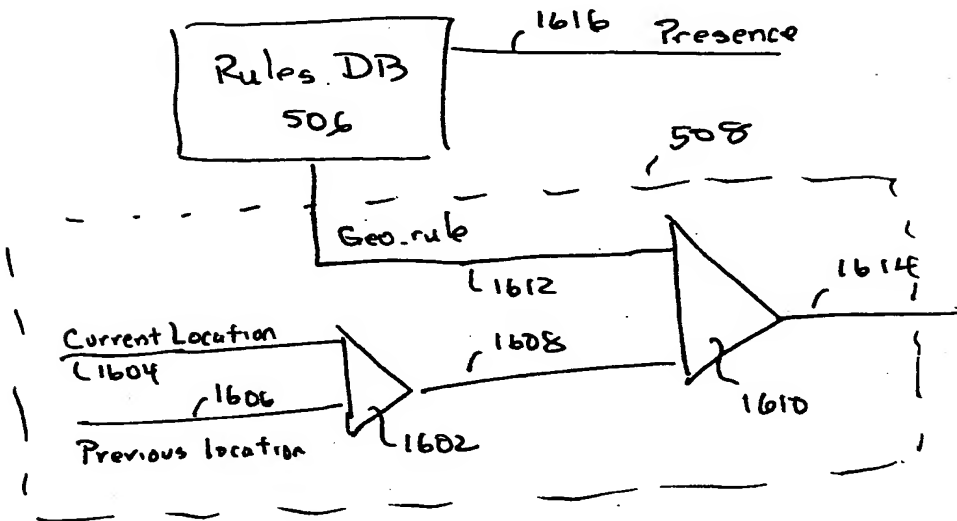 1616 Presence
Rules DB
506
508
Geo_rule
1612
1614
Current Location
1604
1608
1606
1610
1602
Previous location